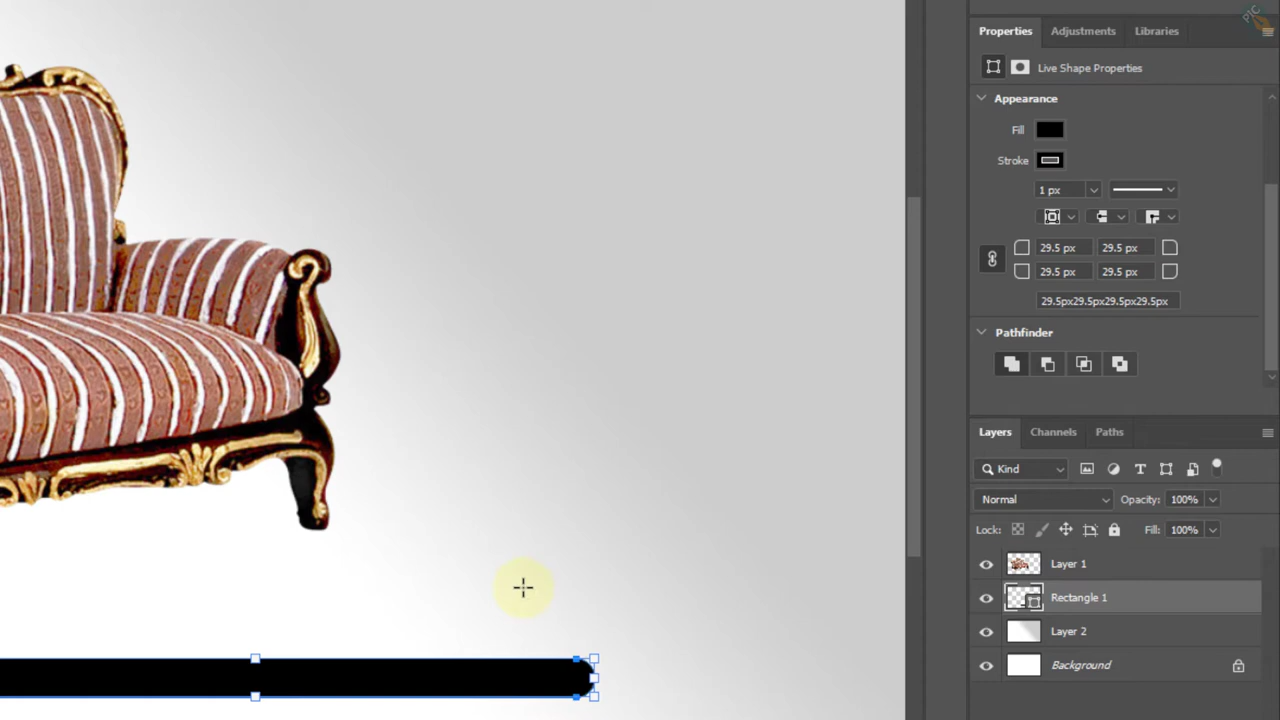 PIC
Properties Adjustments Libraries
Live Shape Properties
Appearance
Fill
Stroke
1 px
29.5 px 29.5 px
29.5 px 29.5 px
29.5px29.5px29.5px29.5px
Pathfinder
Layers Channels Paths
Kind
Normal Opacity: 100%
Lock: Fill: 100%
Layer 1
Rectangle 1
Layer 2
Background